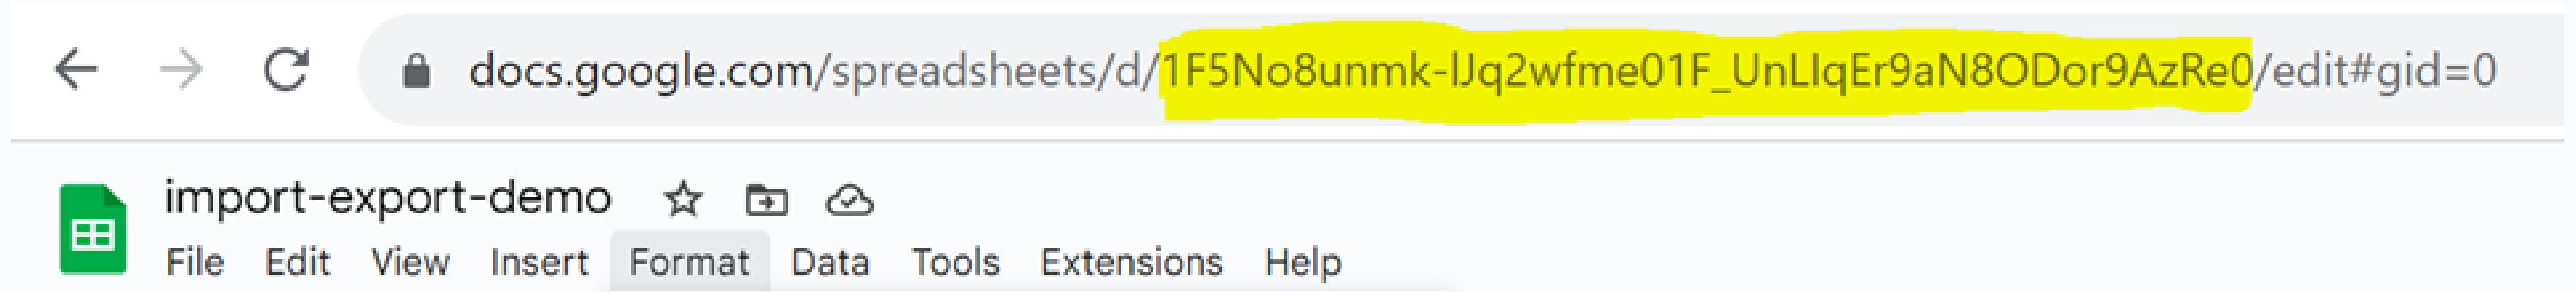 docs.google.com/spreadsheets/d/1F5No8unmk-lJq2wfme01F_UnLlqEr9aN8ODor9AzRe0/edit#gid=0
import-export-demo
File Edit View Insert Format Data Tools Extensions Help